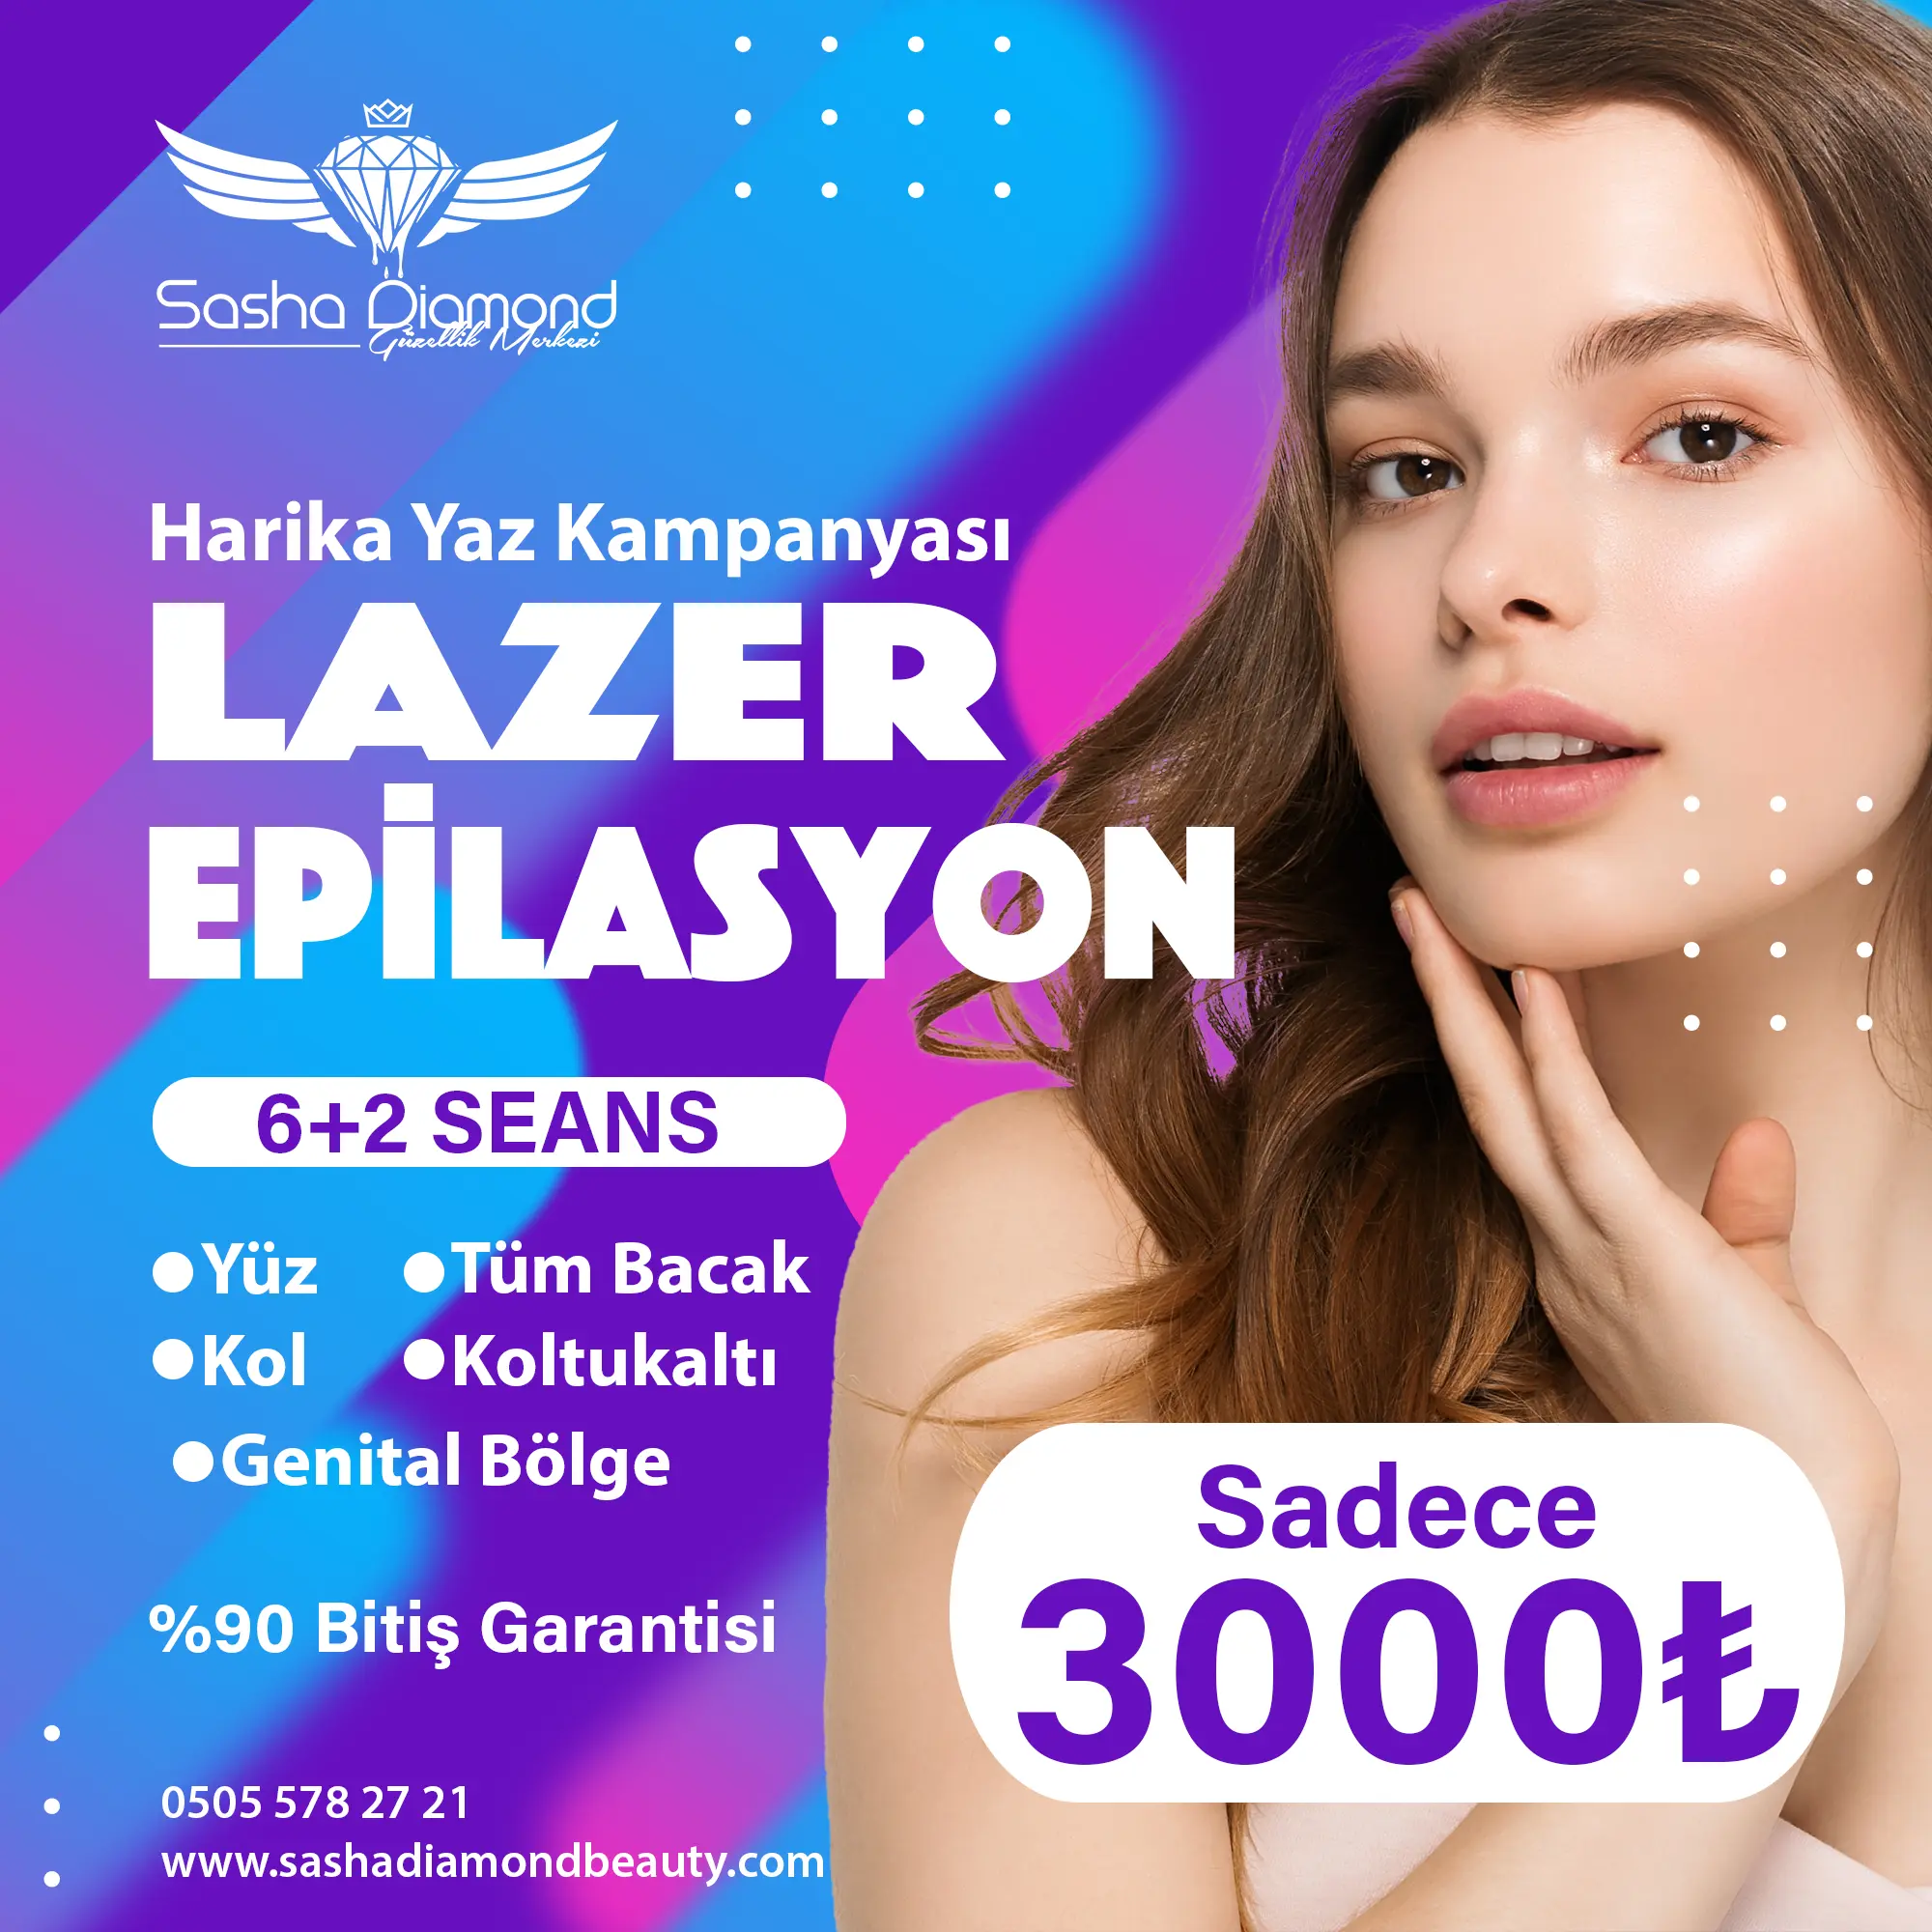 Sasha Diamond
Güzellik Merkezi
Harika Yaz Kampanyası
LAZER
EPİLASYON
6+2 SEANS
●Yüz ●Tüm Bacak
●Kol ●Koltukaltı
●Genital Bölge
%90 Bitiş Garantisi
Sadece
3000₺
0505 578 27 21
www.sashadiamondbeauty.com